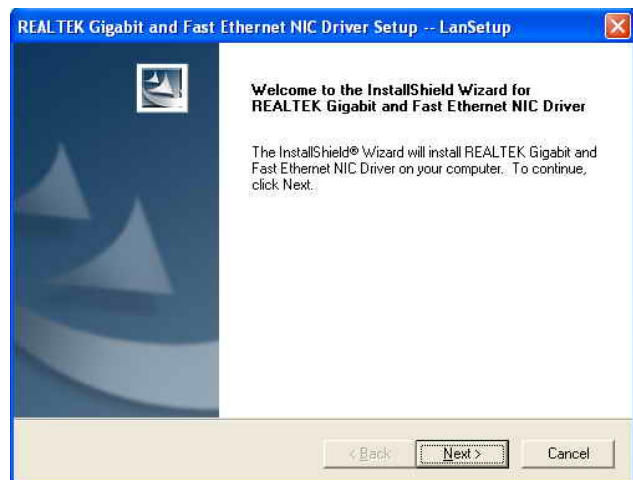 REALTEK Gigabit and Fast Ethernet NIC Driver Setup -- LanSetup
Welcome to the InstallShield Wizard for
REALTEK Gigabit and Fast Ethernet NIC Driver
The InstallShield® Wizard will install REALTEK Gigabit and
Fast Ethernet NIC Driver on your computer. To continue,
click Next.
< Back Next > Cancel